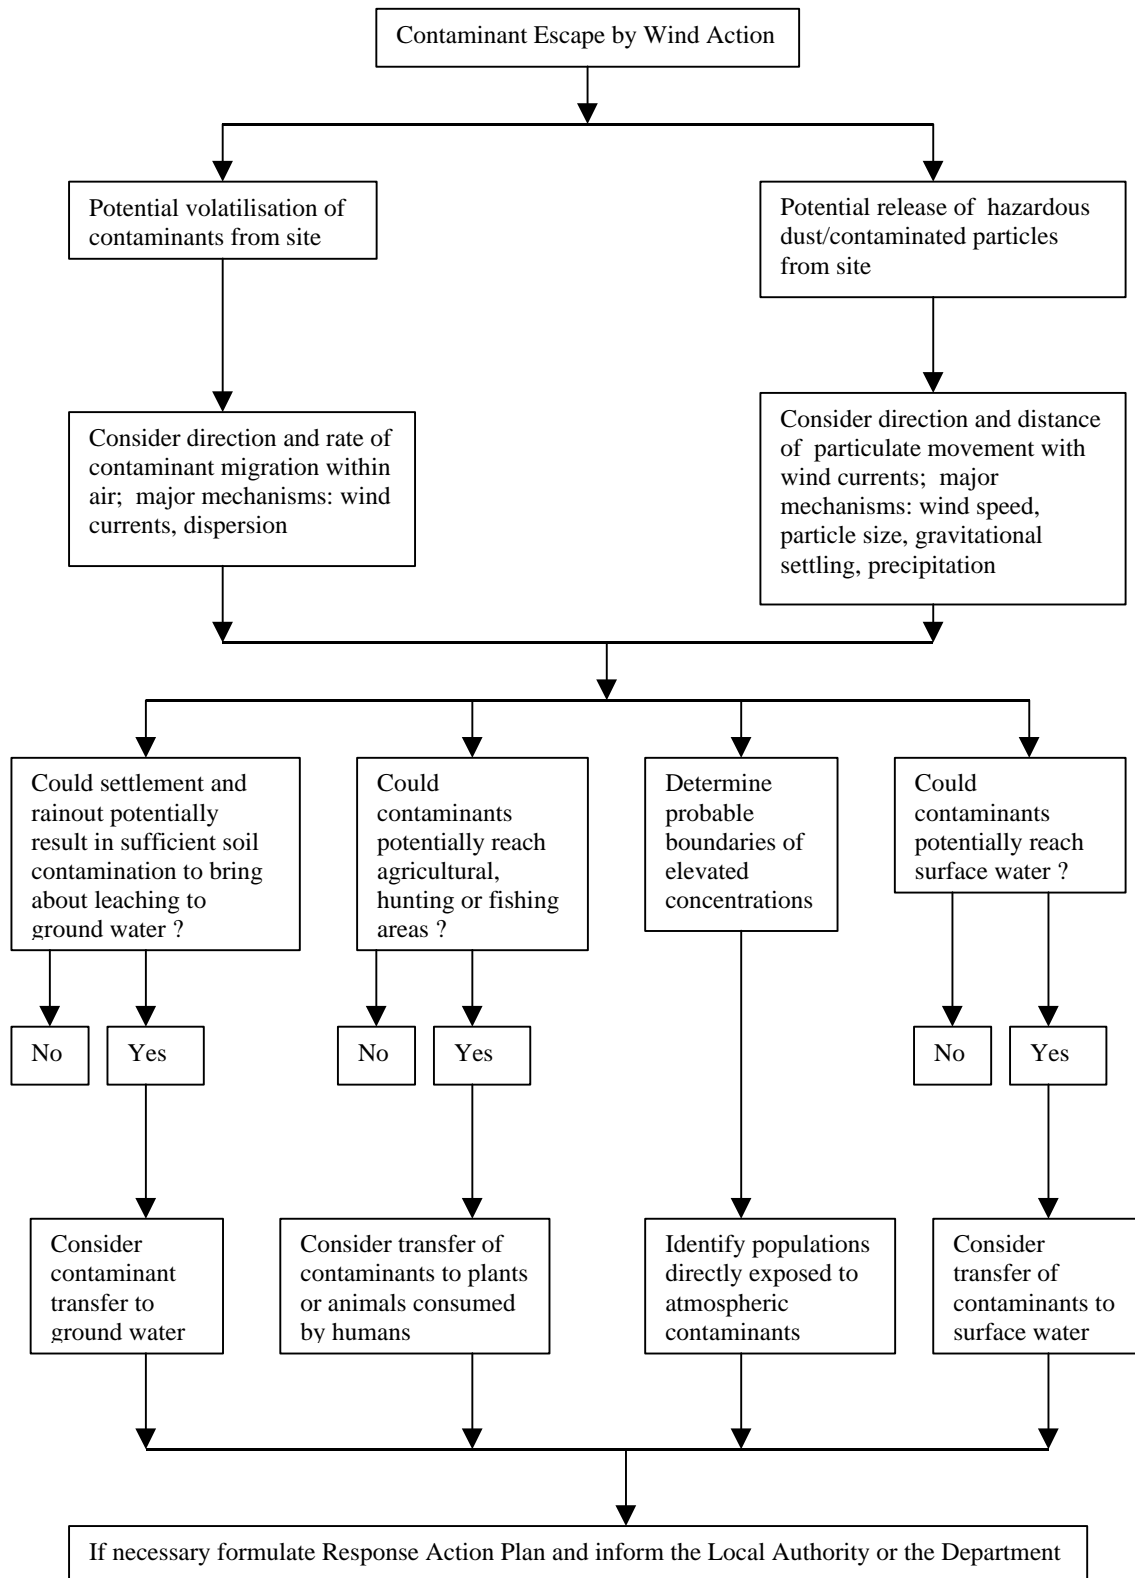 Contaminant Escape by Wind Action
Potential volatilisation of
contaminants from site
Potential release of hazardous
dust/contaminated particles
from site
Consider direction and rate of
contaminant migration within
air; major mechanisms: wind
currents, dispersion
Consider direction and distance
of particulate movement with
wind currents; major
mechanisms: wind speed,
particle size, gravitational
settling, precipitation
Could settlement and
rainout potentially
result in sufficient soil
contamination to bring
about leaching to
ground water ?
Could
contaminants
potentially reach
agricultural,
hunting or fishing
areas ?
Determine
probable
boundaries of
elevated
concentrations
Could
contaminants
potentially reach
surface water ?
No
Yes
No
Yes
No
Yes
Consider
contaminant
transfer to
ground water
Consider transfer of
contaminants to plants
or animals consumed
by humans
Identify populations
directly exposed to
atmospheric
contaminants
Consider
transfer of
contaminants to
surface water
If necessary formulate Response Action Plan and inform the Local Authority or the Department